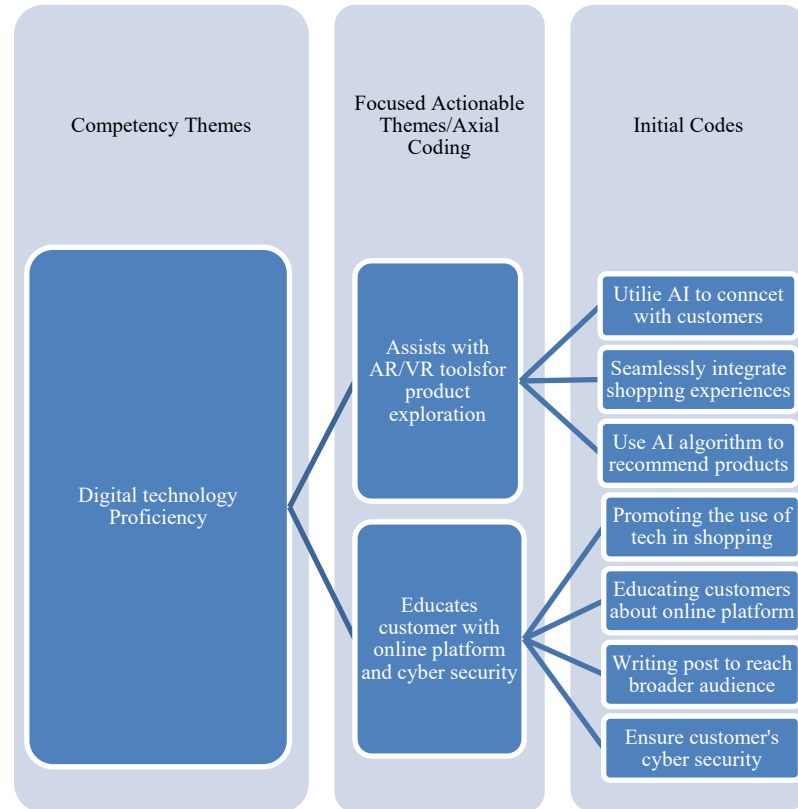 Competency Themes
Focused Actionable
Themes/Axial
Coding
Initial Codes
Digital technology
Proficiency
Assists with
AR/VR toolsfor
product
exploration
Educates
customer with
online platform
and cyber security
Utilie AI to conncet
with customers
Seamlessly integrate
shopping experiences
Use AI algorithm to
recommend products
Promoting the use of
tech in shopping
Educating customers
about online platform
Writing post to reach
broader audience
Ensure customer's
cyber security